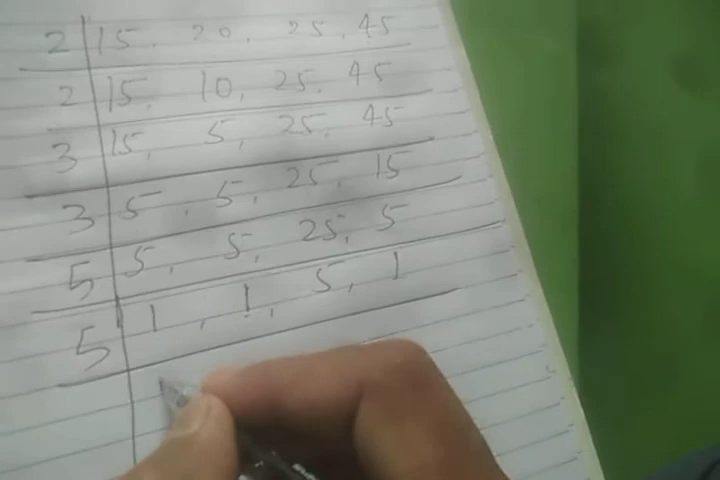 2 | 15, 20, 25, 45
2 | 15, 10, 25, 45
3 | 15, 5, 25, 45
3 | 5, 5, 25, 15
5 | 5, 5, 25, 5
5 | 1, 1, 5, 1